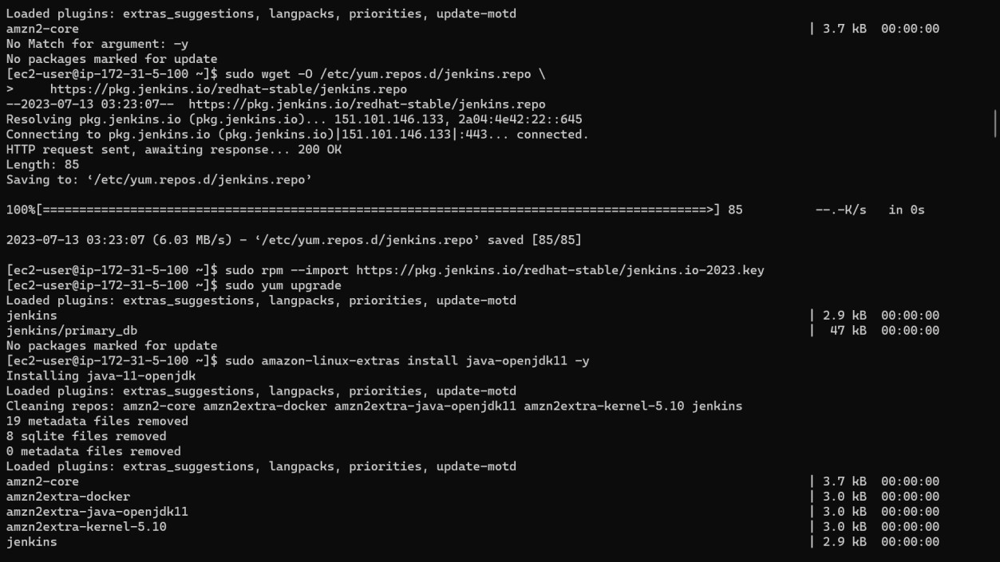 Loaded plugins: extras_suggestions, langpacks, priorities, update-motd
amzn2-core | 3.7 kB 00:00:00
No Match for argument: –y
No packages marked for update
[ec2-user@ip-172-31-5-100 ~]$ sudo wget -O /etc/yum.repos.d/jenkins.repo \
> https://pkg.jenkins.io/redhat-stable/jenkins.repo
--2023-07-13 03:23:07-- https://pkg.jenkins.io/redhat-stable/jenkins.repo
Resolving pkg.jenkins.io (pkg.jenkins.io)... 151.101.146.133, 2a04:4e42:22::645
Connecting to pkg.jenkins.io (pkg.jenkins.io)|151.101.146.133|:443... connected.
HTTP request sent, awaiting response... 200 OK
Length: 85
Saving to: ‘/etc/yum.repos.d/jenkins.repo’
100%[===========================================================================================>] 85 --.-K/s in 0s
2023-07-13 03:23:07 (6.03 MB/s) - ‘/etc/yum.repos.d/jenkins.repo’ saved [85/85]
[ec2-user@ip-172-31-5-100 ~]$ sudo rpm --import https://pkg.jenkins.io/redhat-stable/jenkins.io-2023.key
[ec2-user@ip-172-31-5-100 ~]$ sudo yum upgrade
Loaded plugins: extras_suggestions, langpacks, priorities, update-motd
jenkins | 2.9 kB 00:00:00
jenkins/primary_db | 47 kB 00:00:00
No packages marked for update
[ec2-user@ip-172-31-5-100 ~]$ sudo amazon-linux-extras install java-openjdk11 -y
Installing java-11-openjdk
Loaded plugins: extras_suggestions, langpacks, priorities, update-motd
Cleaning repos: amzn2-core amzn2extra-docker amzn2extra-java-openjdk11 amzn2extra-kernel-5.10 jenkins
19 metadata files removed
8 sqlite files removed
0 metadata files removed
Loaded plugins: extras_suggestions, langpacks, priorities, update-motd
amzn2-core | 3.7 kB 00:00:00
amzn2extra-docker | 3.0 kB 00:00:00
amzn2extra-java-openjdk11 | 3.0 kB 00:00:00
amzn2extra-kernel-5.10 | 3.0 kB 00:00:00
jenkins | 2.9 kB 00:00:00